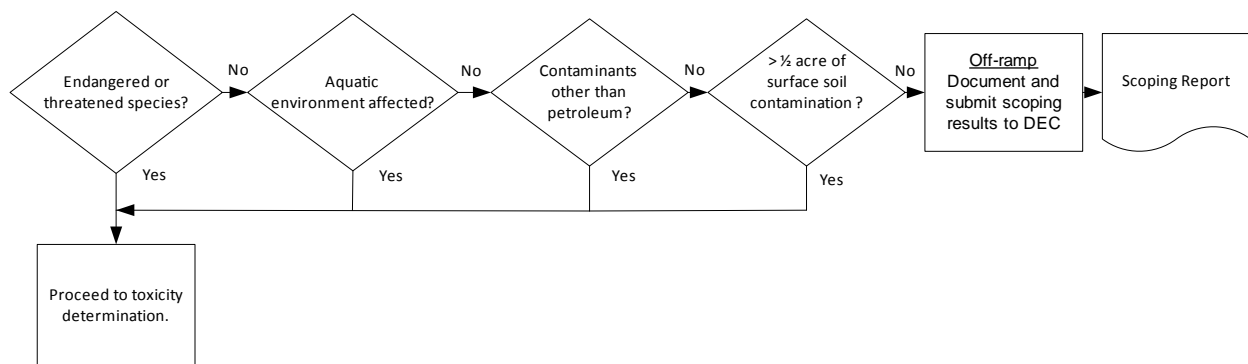 Endangered or
threatened species?
No
Aquatic
environment affected?
No
Contaminants
other than
petroleum?
No
> ½ acre of
surface soil
contamination ?
No
Off-ramp
Document and
submit scoping
results to DEC
Scoping Report
Yes
Yes
Yes
Yes
Proceed to toxicity
determination.